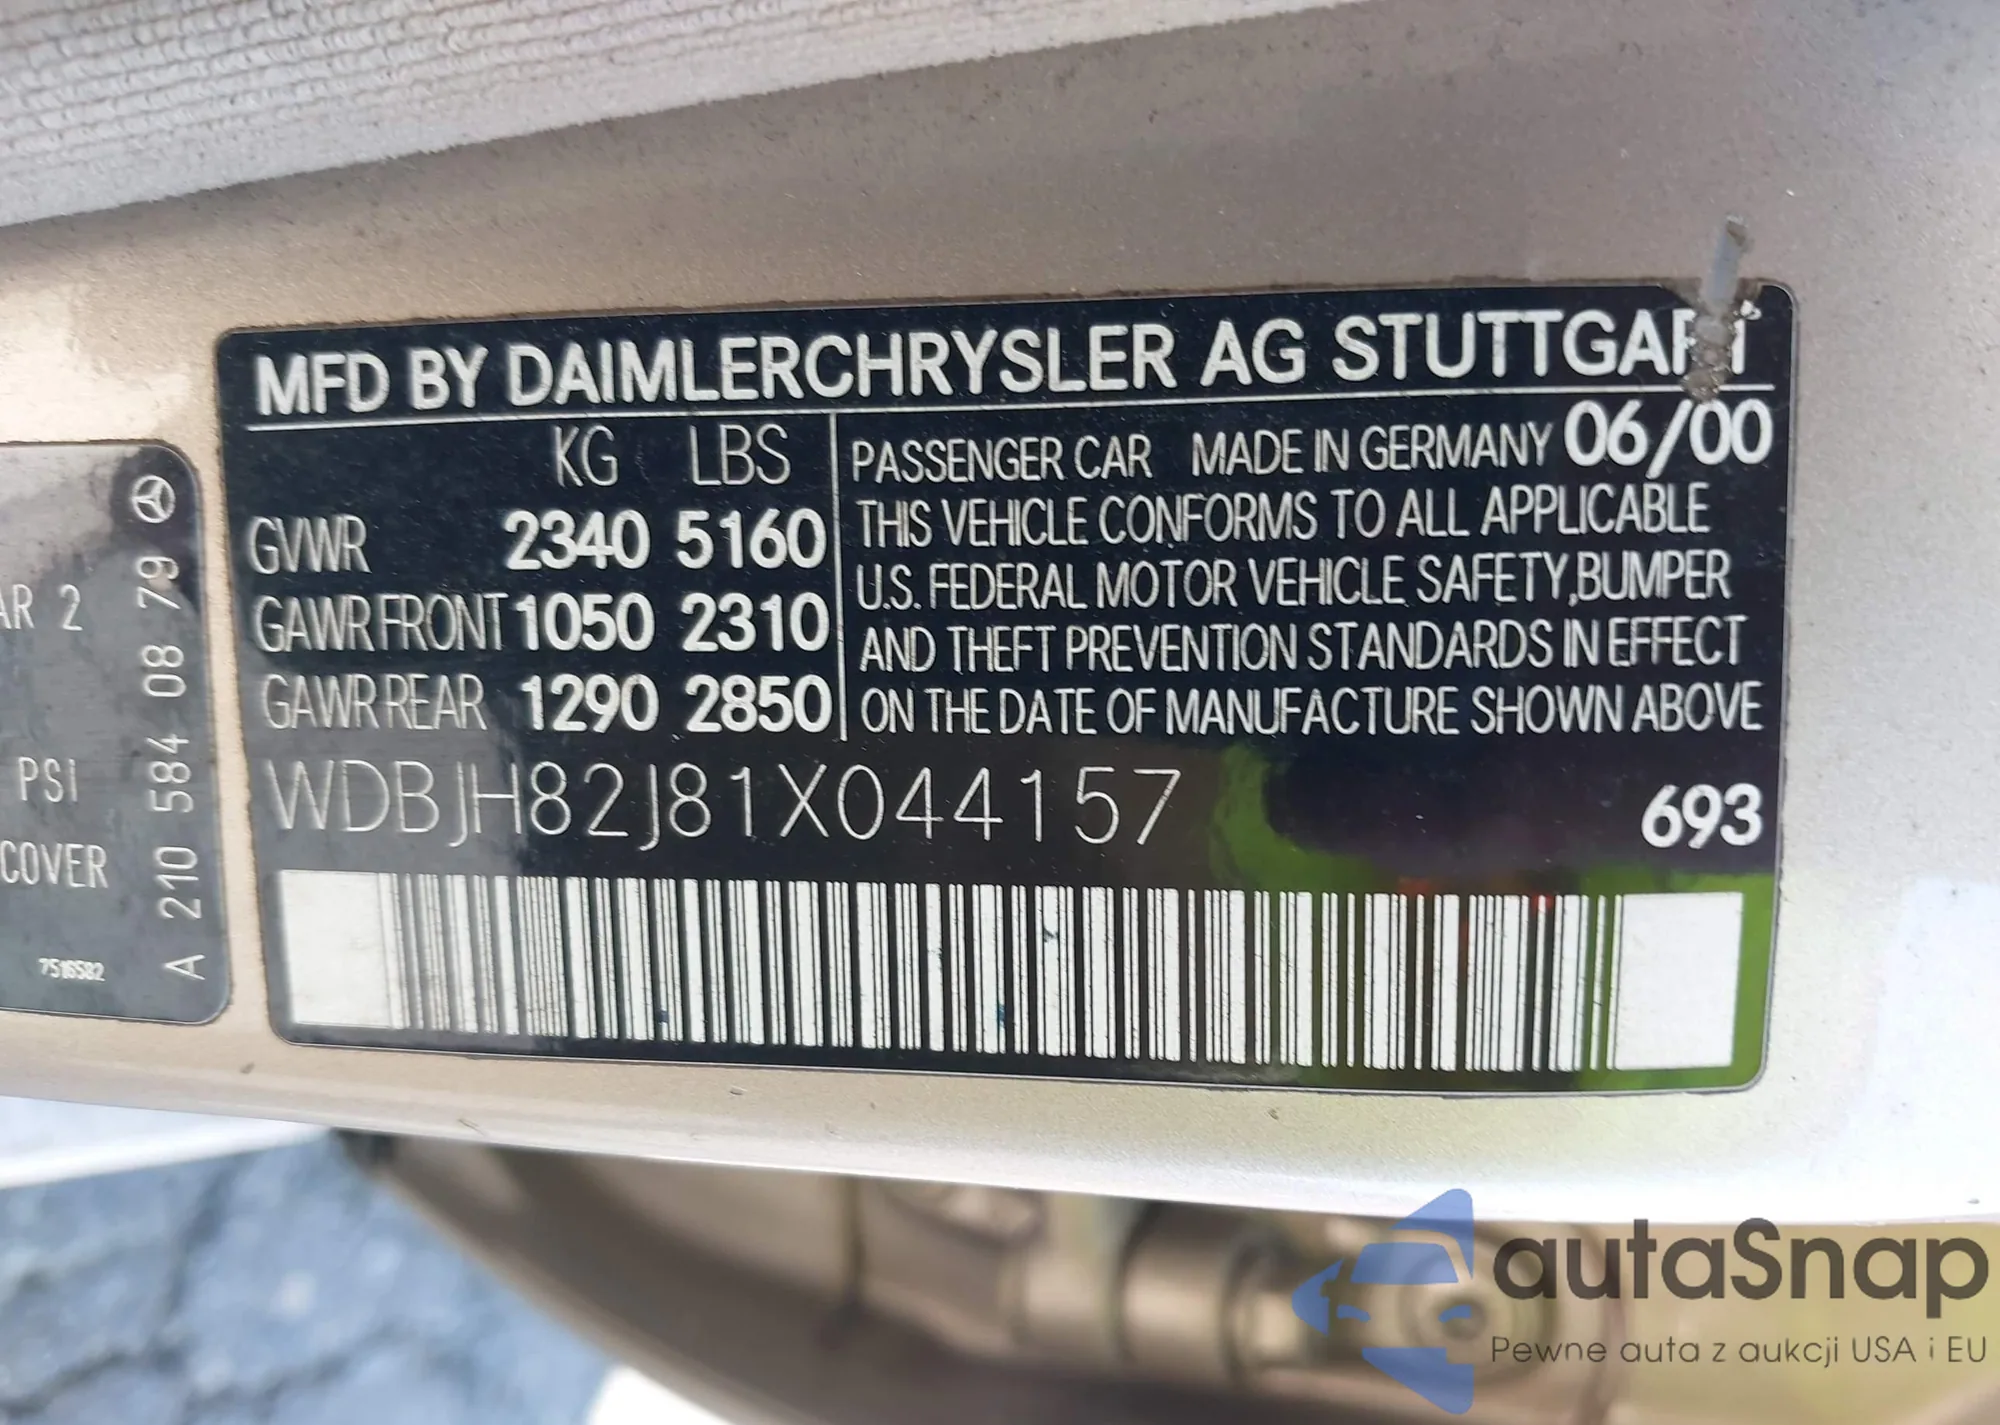 MFD BY DAIMLERCHRYSLER AG STUTTGART
KG LBS
GVWR 2340 5160
GAWR FRONT 1050 2310
GAWR REAR 1290 2850
PASSENGER CAR MADE IN GERMANY 06/00
THIS VEHICLE CONFORMS TO ALL APPLICABLE
U.S. FEDERAL MOTOR VEHICLE SAFETY,BUMPER
AND THEFT PREVENTION STANDARDS IN EFFECT
ON THE DATE OF MANUFACTURE SHOWN ABOVE
WDBJH82J81X044157
693
AR 2
PSI
COVER
7516582
A 210 584 08 79
autaSnap
Pewne auta z aukcji USA i EU